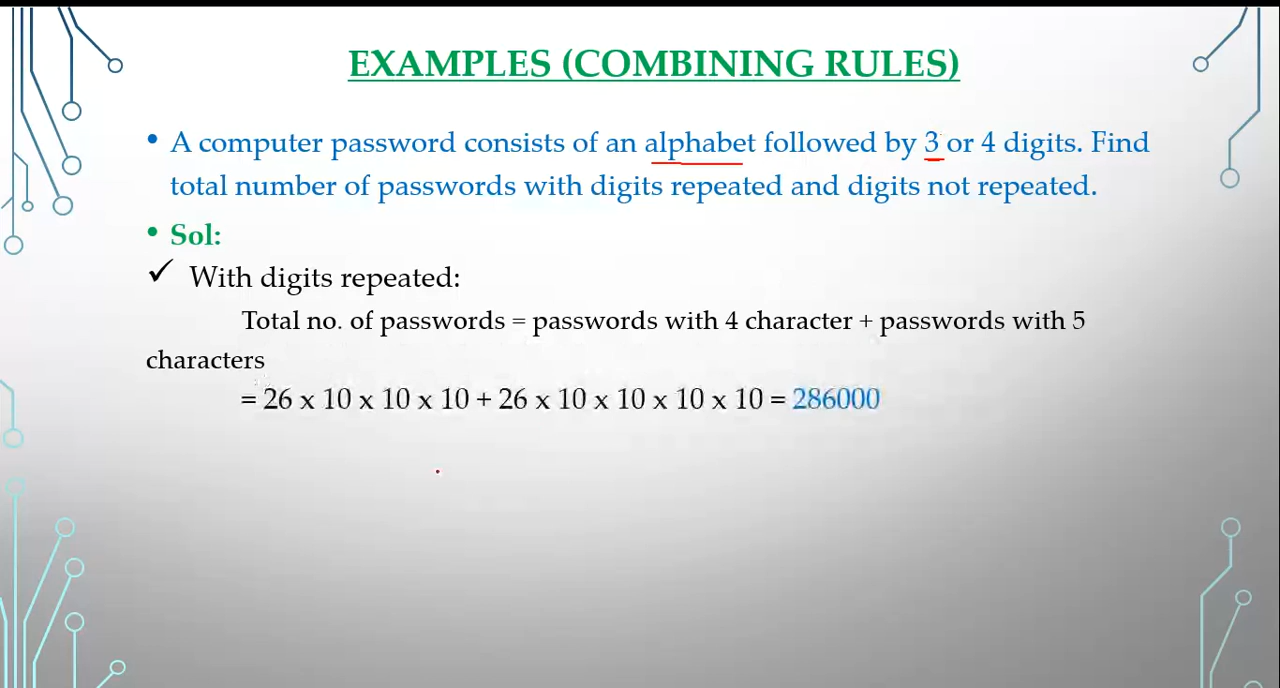 EXAMPLES (COMBINING RULES)
• A computer password consists of an alphabet followed by 3 or 4 digits. Find
total number of passwords with digits repeated and digits not repeated.
• Sol:
✓ With digits repeated:
Total no. of passwords = passwords with 4 character + passwords with 5
characters
= 26 x 10 x 10 x 10 + 26 x 10 x 10 x 10 x 10 = 286000